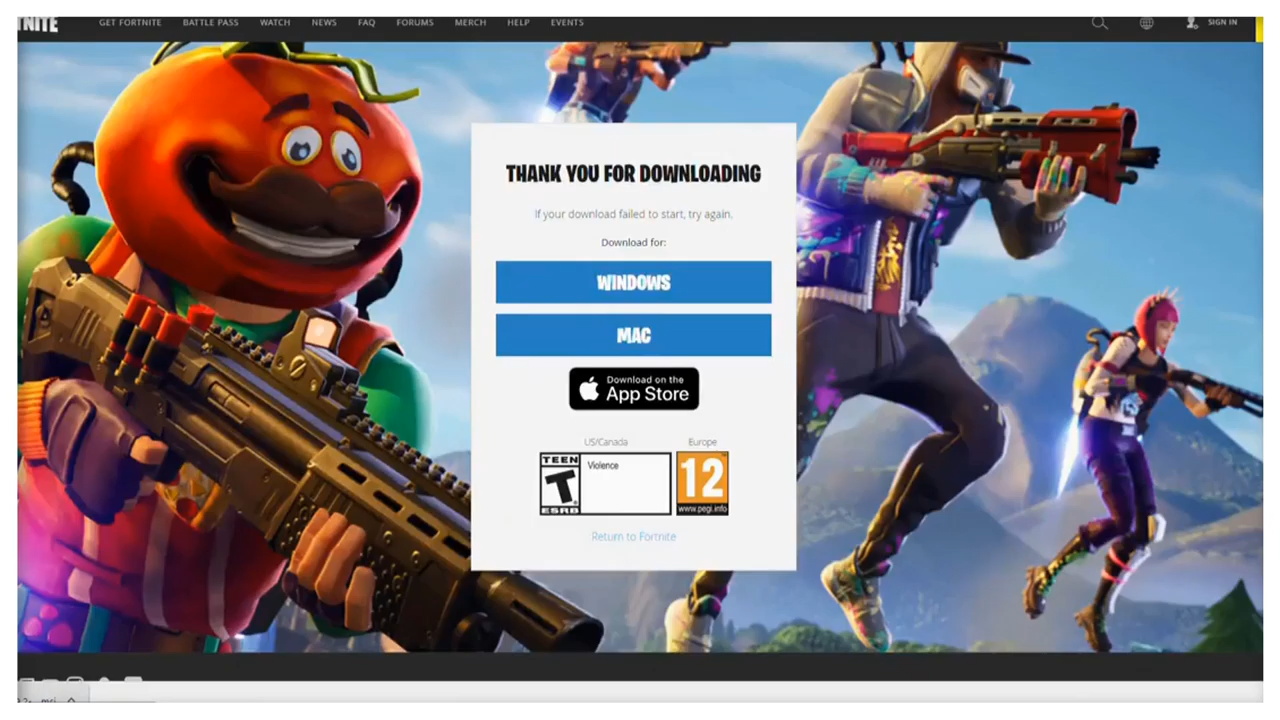 GET FORTNITE BATTLE PASS WATCH NEWS FAQ FORUMS MERCH HELP EVENTS SIGN IN
THANK YOU FOR DOWNLOADING
If your download failed to start, try again.
Download for:
WINDOWS
MAC
Download on the
App Store
US/Canada Europe
TEEN
T
ESRB
Violence
12
www.pegi.info
Return to Fortnite